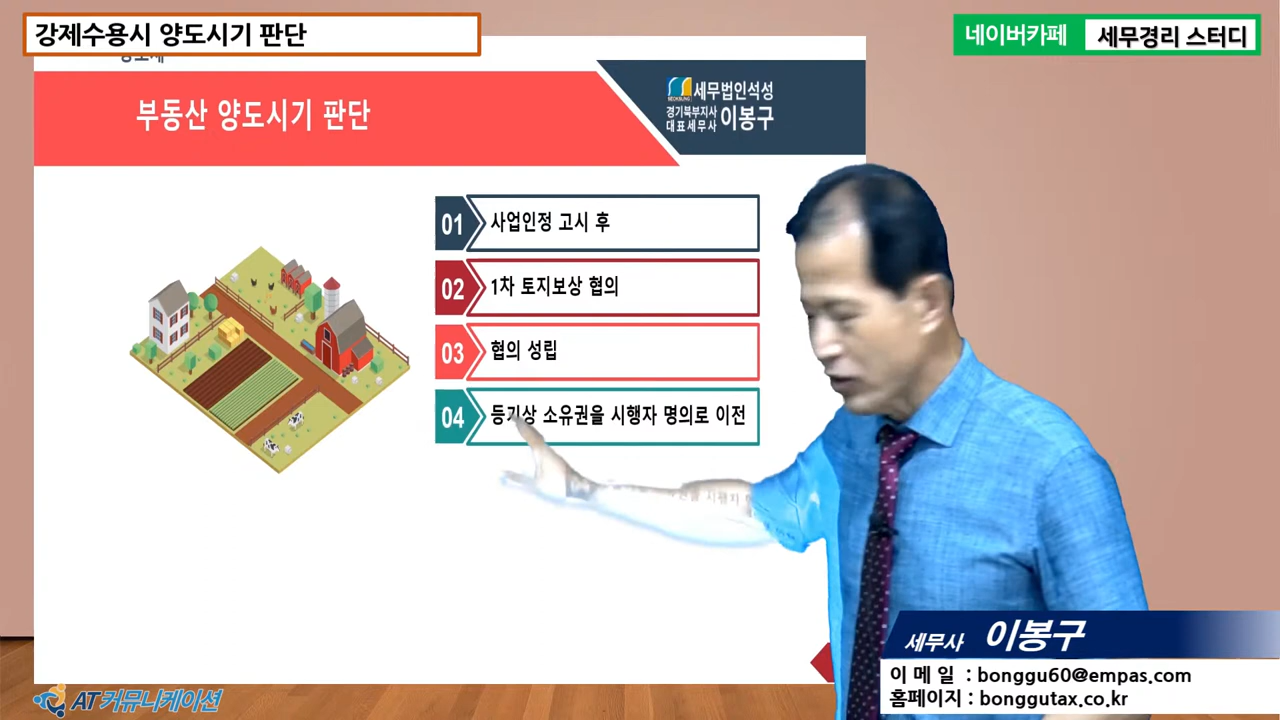 강제수용시 양도시기 판단
네이버카페 세무경리 스터디
부동산 양도시기 판단
세무법인석성
경기북부지사
대표세무사 이봉구
01 사업인정 고시 후
02 1차 토지보상 협의
03 협의 성립
04 등기상 소유권을 시행자 명의로 이전
세무사 이봉구
이 메 일 : bonggu60@empas.com
홈페이지 : bonggutax.co.kr
AT커뮤니케이션